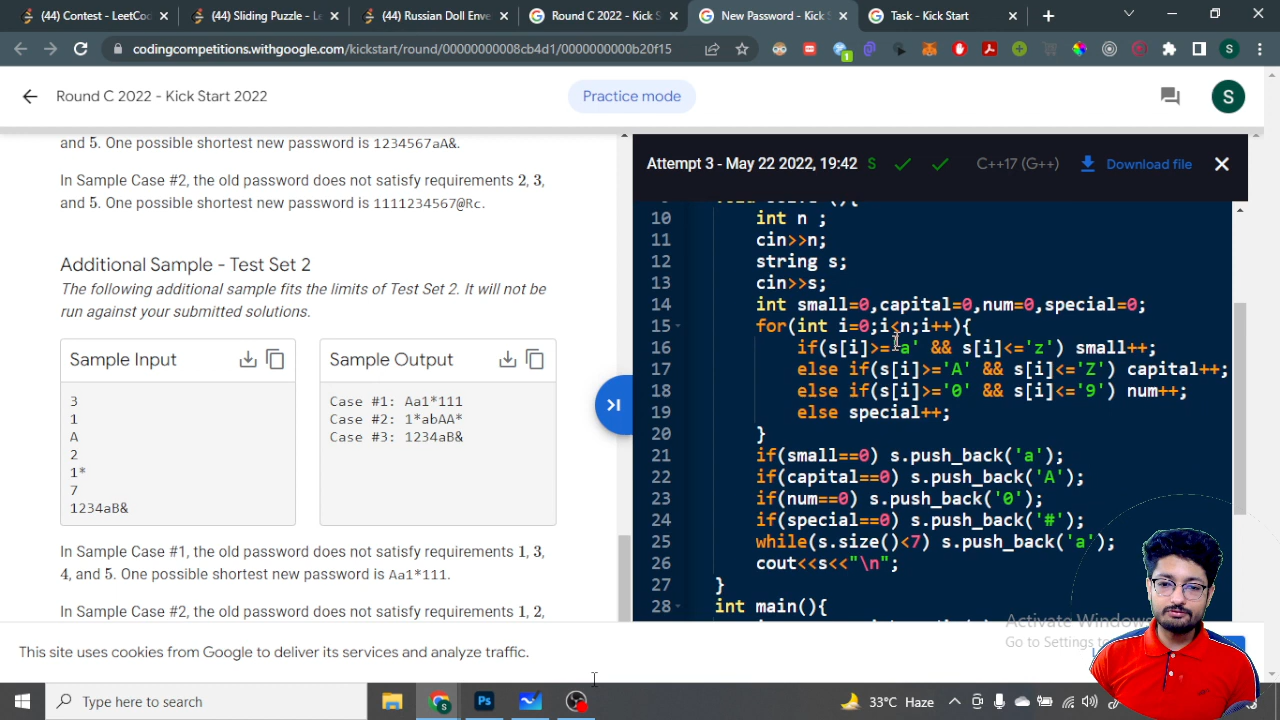 (44) Contest - LeetCo
(44) Sliding Puzzle - Le
(44) Russian Doll Enve
Round C 2022 - Kick S
New Password - Kick S
Task - Kick Start
codingcompetitions.withgoogle.com/kickstart/round/00000000008cb4d1/0000000000b20f15
Round C 2022 - Kick Start 2022
Practice mode
S
and 5. One possible shortest new password is 1234567aA&.
In Sample Case #2, the old password does not satisfy requirements 2, 3,
and 5. One possible shortest new password is 1111234567@Rc.
Additional Sample - Test Set 2
The following additional sample fits the limits of Test Set 2. It will not be
run against your submitted solutions.
Sample Input
3
1
A
2
1*
7
1234aB&
Sample Output
Case #1: Aa1*111
Case #2: 1*abAA*
Case #3: 1234aB&
In Sample Case #1, the old password does not satisfy requirements 1, 3,
4, and 5. One possible shortest new password is Aa1*111.
In Sample Case #2, the old password does not satisfy requirements 1, 2,
Attempt 3 - May 22 2022, 19:42 S
C++17 (G++)
Download file
10 int n ;
11 cin>>n;
12 string s;
13 cin>>s;
14 int small=0,capital=0,num=0,special=0;
15 for(int i=0;i<n;i++){
16 if(s[i]>='a' && s[i]<='z') small++;
17 else if(s[i]>='A' && s[i]<='Z') capital++;
18 else if(s[i]>='0' && s[i]<='9') num++;
19 else special++;
20 }
21 if(small==0) s.push_back('a');
22 if(capital==0) s.push_back('A');
23 if(num==0) s.push_back('0');
24 if(special==0) s.push_back('#');
25 while(s.size()<7) s.push_back('a');
26 cout<<s<<"\n";
27 }
28 int main(){
Activate Windows
Go to Settings to
This site uses cookies from Google to deliver its services and analyze traffic.
Type here to search
33°C Haze